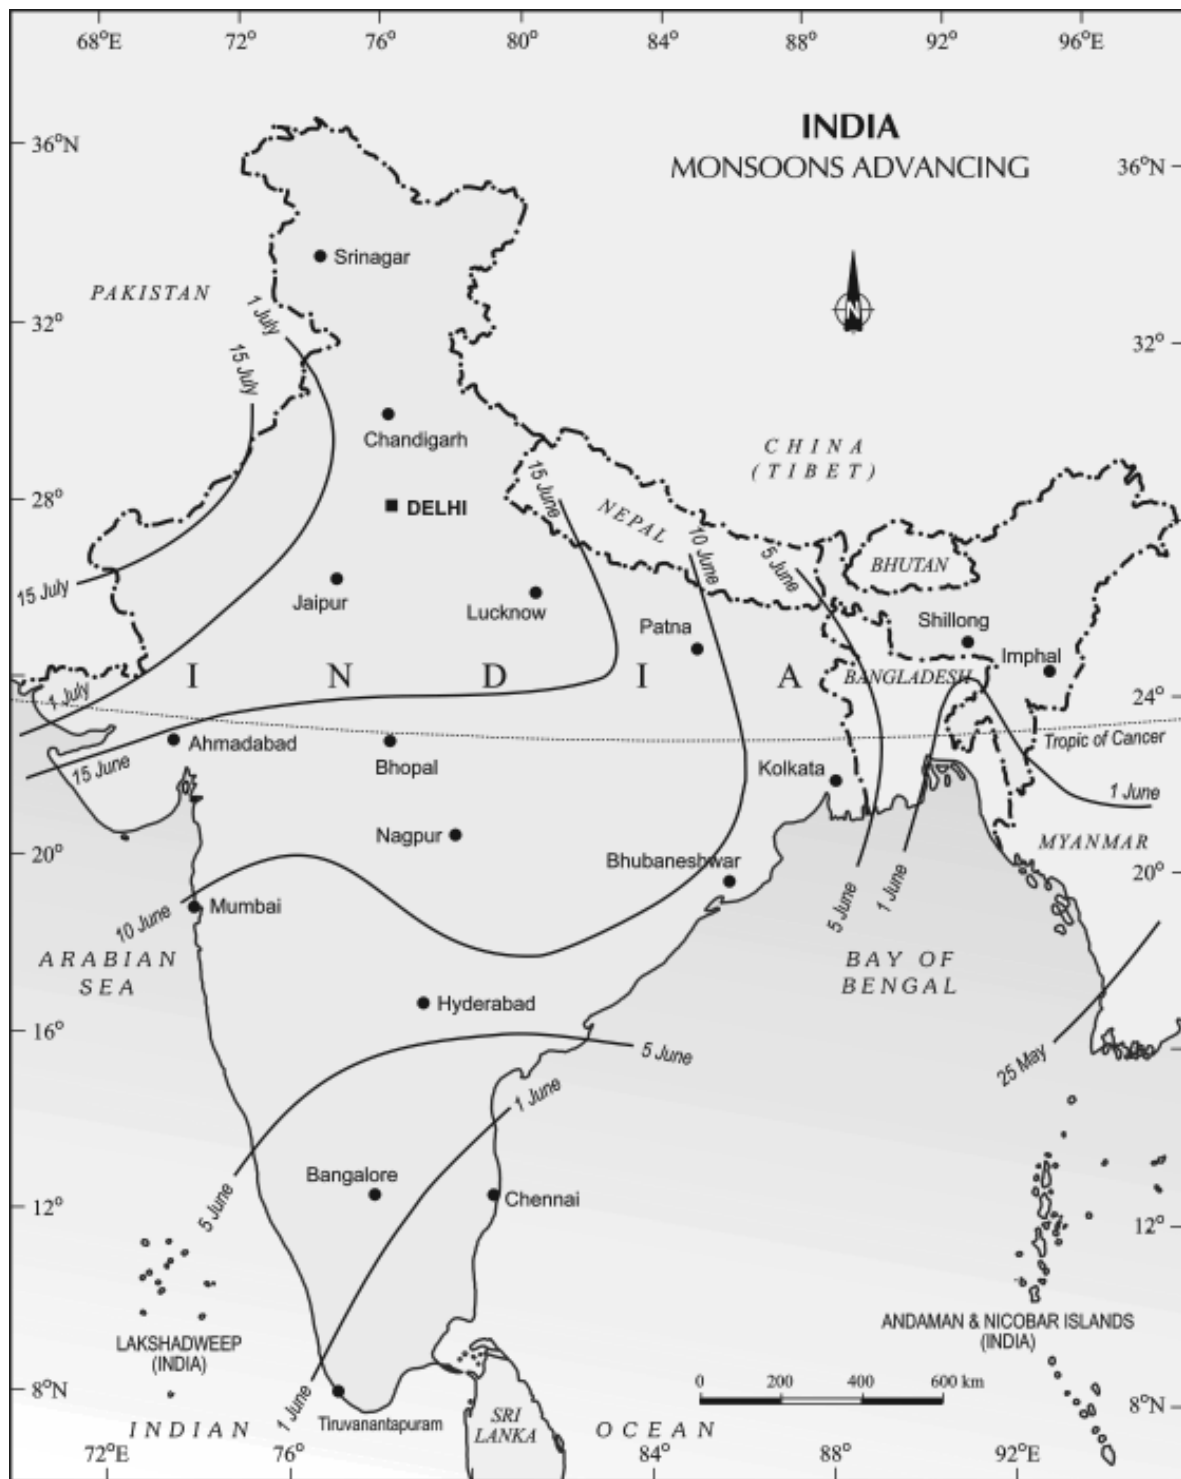 68°E 72° 76° 80° 84° 88° 92° 96°E
INDIA
MONSOONS ADVANCING
36°N
36°N
Srinagar
PAKISTAN
1 July
32°
32°
15 July
Chandigarh
CHINA
(TIBET)
15 June
28°
DELHI
NEPAL
10 June
5 June
BHUTAN
15 July
Jaipur
Lucknow
Patna
Shillong
Imphal
I N D I A
BANGLADESH
1 July
24°
Tropic of Cancer
Ahmadabad
15 June
Bhopal
Kolkata
1 June
Nagpur
MYANMAR
20°
Bhubaneshwar
20°
10 June
Mumbai
5 June
1 June
ARABIAN
SEA
BAY OF
BENGAL
Hyderabad
16°
5 June
25 May
1 June
Bangalore
Chennai
12°
5 June
12°
LAKSHADWEEP
(INDIA)
ANDAMAN & NICOBAR ISLANDS
(INDIA)
0 200 400 600 km
8°N
1 June
Tiruvanantapuram
8°N
SRI
LANKA
INDIAN OCEAN
72°E 76° 84° 88° 92°E
N